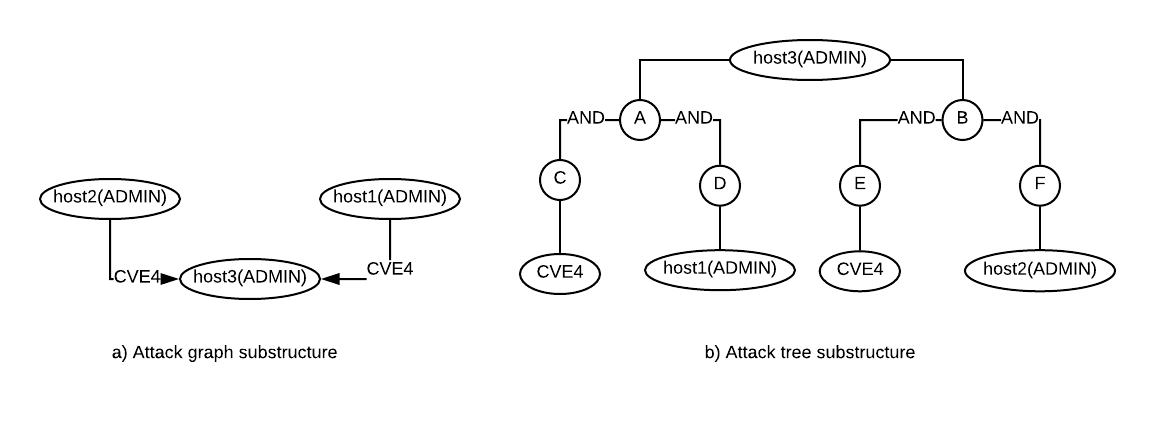 host2(ADMIN)
host1(ADMIN)
CVE4
host3(ADMIN)
CVE4
a) Attack graph substructure
host3(ADMIN)
AND
A
AND
AND
B
AND
C
D
E
F
CVE4
host1(ADMIN)
CVE4
host2(ADMIN)
b) Attack tree substructure